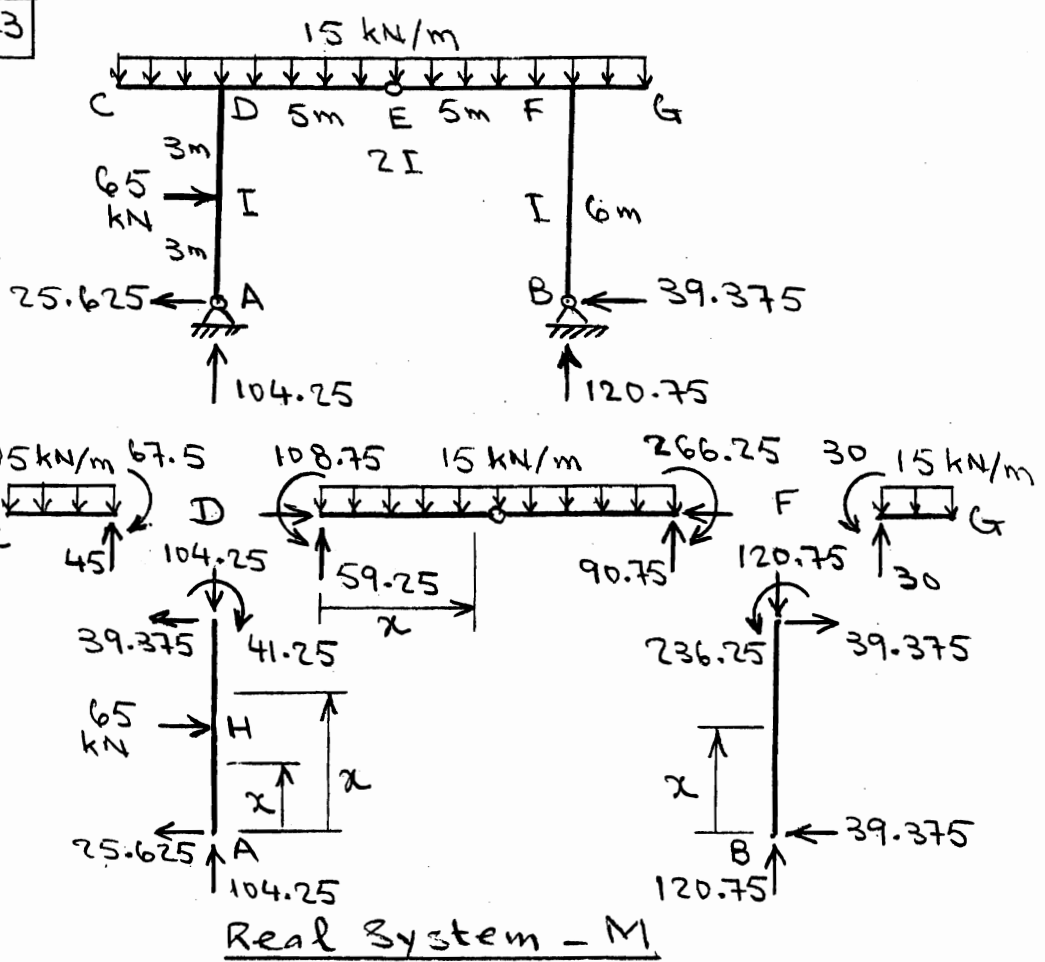 3
15 kN/m
C D 5m E 5m F G
3m
2I
65
kN
I
I 6m
3m
25.625 A
B 39.375
104.25
120.75
5kN/m 67.5
108.75 15 kN/m 266.25
30 15 kN/m
D
F
G
45
104.25
59.25
90.75
120.75
30
x
39.375 41.25
236.25 39.375
65
kN
H
x
x
x
25.625 A
B 39.375
104.25
120.75
Real System - M